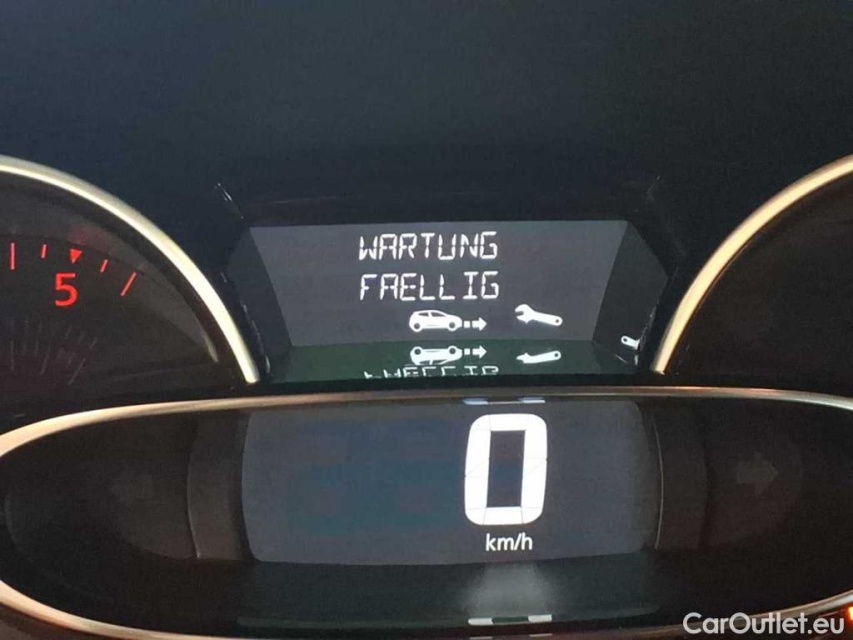 WARTUNG
FAELLIG
5
0
km/h
CarOutlet.eu